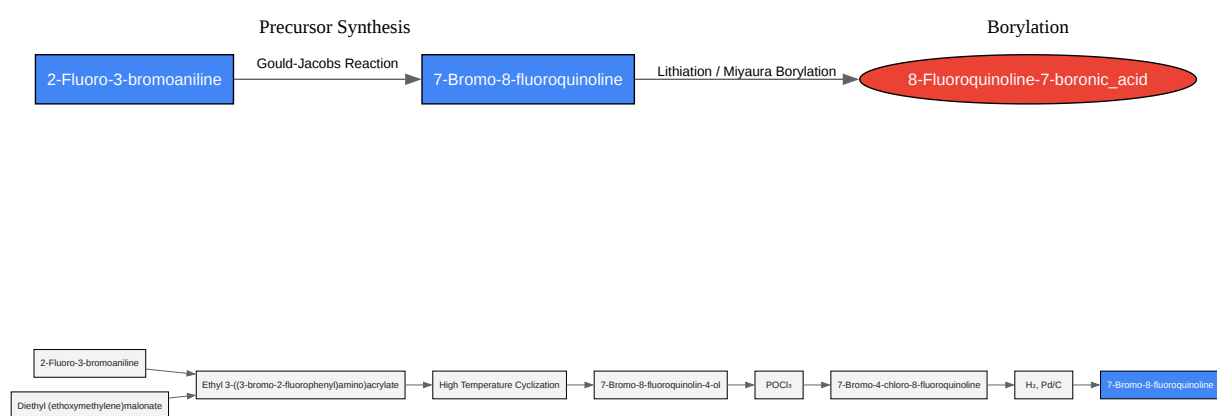 Precursor Synthesis
Borylation
2-Fluoro-3-bromoaniline
Gould-Jacobs Reaction
7-Bromo-8-fluoroquinoline
Lithiation / Miyaura Borylation
8-Fluoroquinoline-7-boronic_acid
2-Fluoro-3-bromoaniline
Diethyl (ethoxymethylene)malonate
Ethyl 3-((3-bromo-2-fluorophenyl)amino)acrylate
High Temperature Cyclization
7-Bromo-8-fluoroquinolin-4-ol
POCl₃
7-Bromo-4-chloro-8-fluoroquinoline
H₂, Pd/C
7-Bromo-8-fluoroquinoline